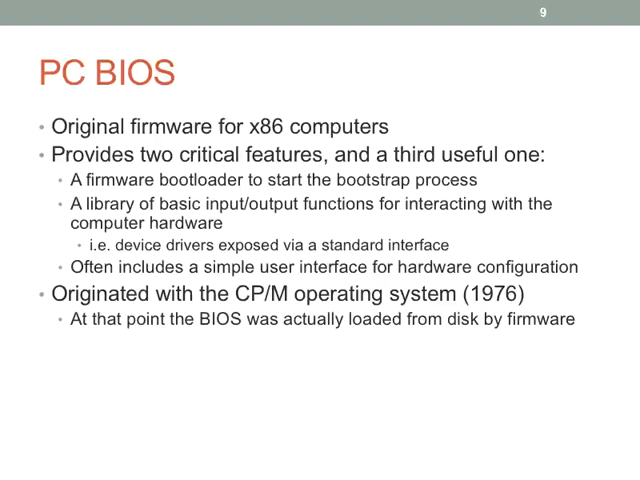 9
PC BIOS
• Original firmware for x86 computers
• Provides two critical features, and a third useful one:
• A firmware bootloader to start the bootstrap process
• A library of basic input/output functions for interacting with the
computer hardware
• i.e. device drivers exposed via a standard interface
• Often includes a simple user interface for hardware configuration
• Originated with the CP/M operating system (1976)
• At that point the BIOS was actually loaded from disk by firmware